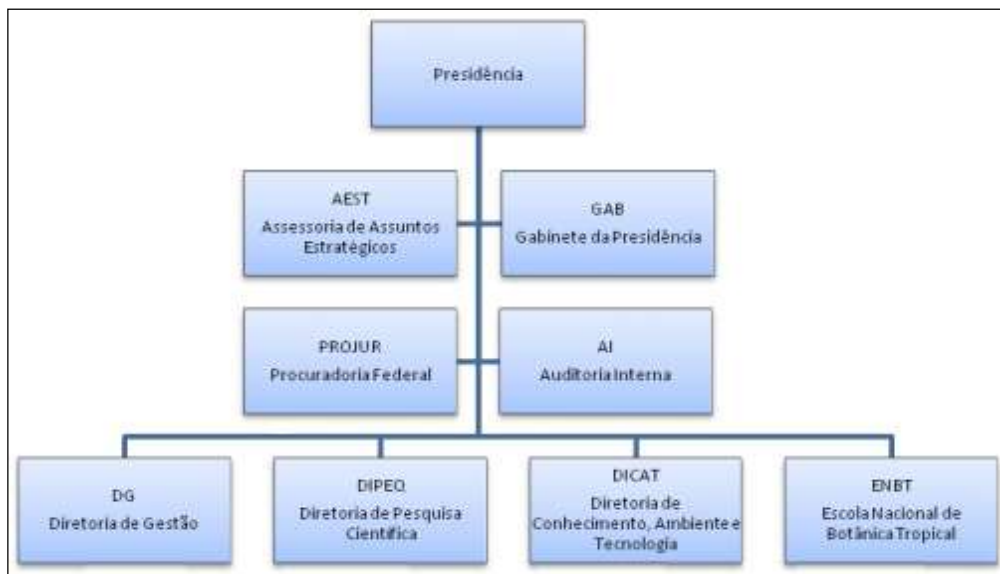 Presidência
AEST
Assessoria de Assuntos
Estratégicos
GAB
Gabinete da Presidência
PROJUR
Procuradoria Federal
AI
Auditoria Interna
DG
Diretoria de Gestão
DIPEQ
Diretoria de Pesquisa
Científica
DICAT
Diretoria de
Conhecimento, Ambiente e
Tecnologia
ENBT
Escola Nacional de
Botânica Tropical